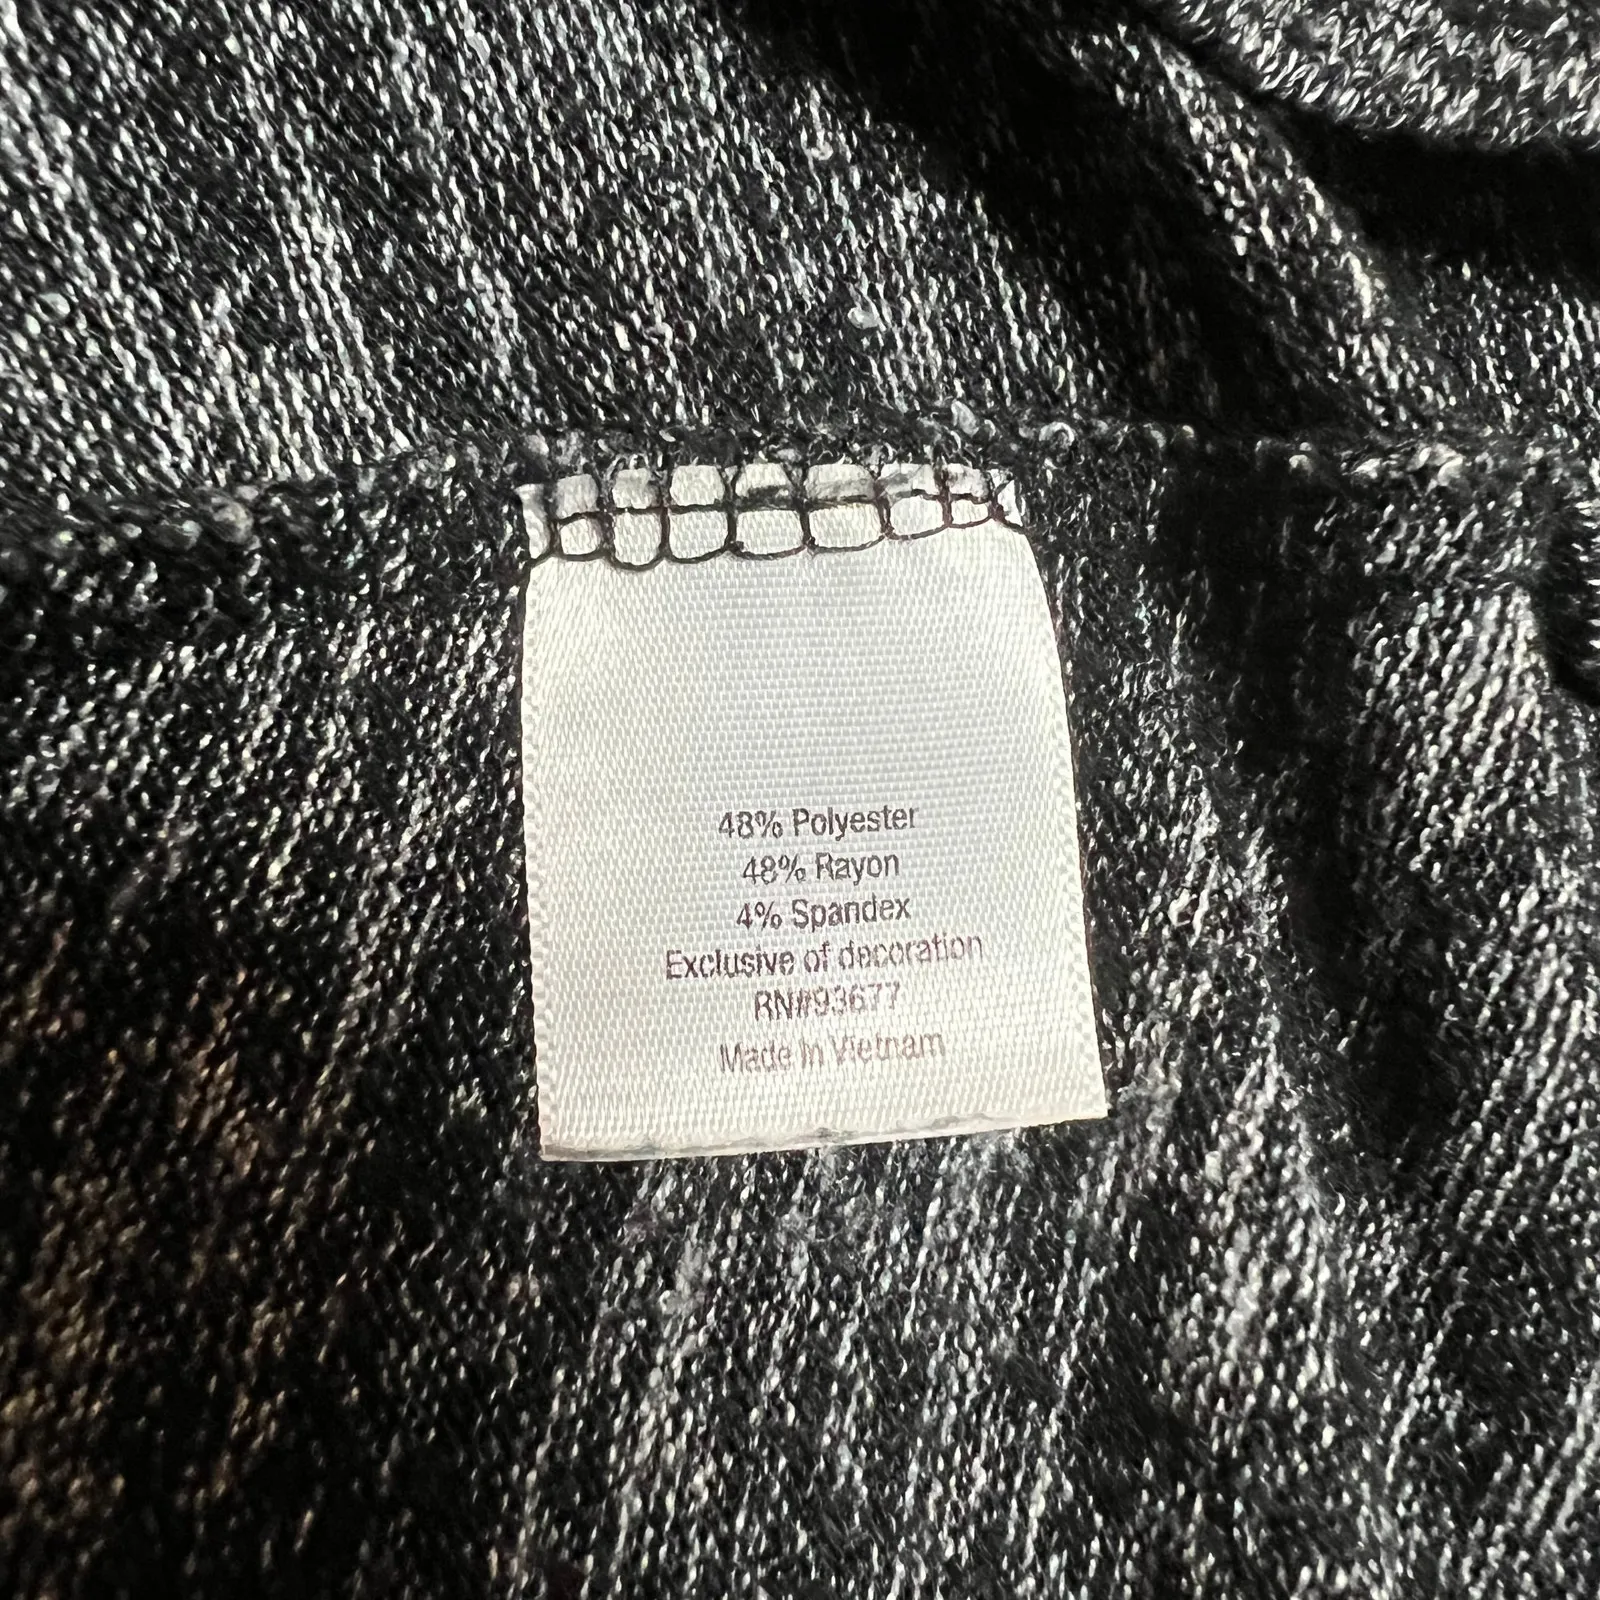 48% Polyester
48% Rayon
4% Spandex
Exclusive of decoration
RN#93677
Made In Vietnam